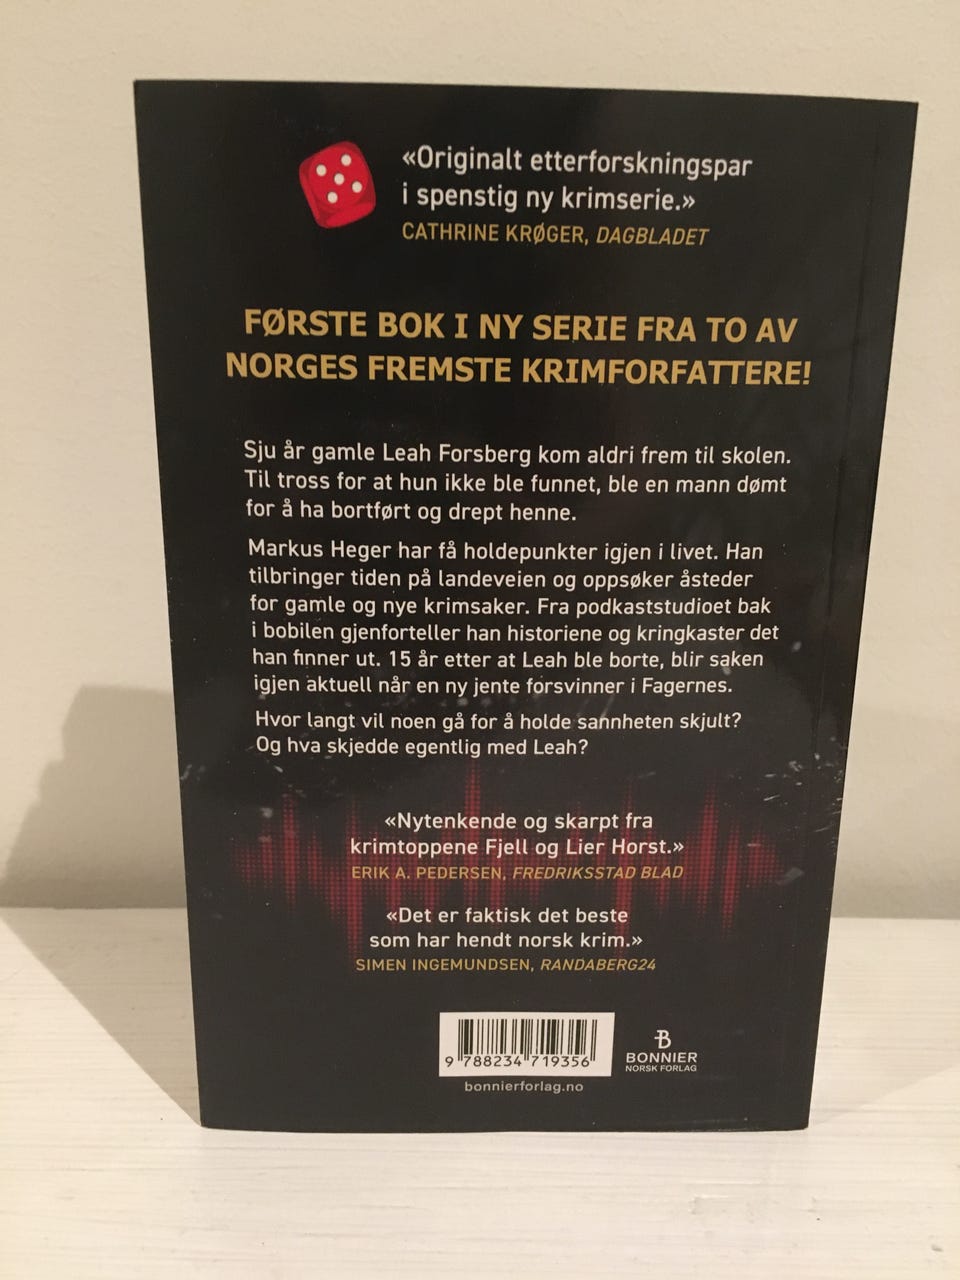 «Originalt etterforskningspar
i spenstig ny krimserie.»
CATHRINE KRØGER, DAGBLADET
FØRSTE BOK I NY SERIE FRA TO AV
NORGES FREMSTE KRIMFORFATTERE!
Sju år gamle Leah Forsberg kom aldri frem til skolen.
Til tross for at hun ikke ble funnet, ble en mann dømt
for å ha bortført og drept henne.
Markus Heger har få holdepunkter igjen i livet. Han
tilbringer tiden på landeveien og oppsøker åsteder
for gamle og nye krimsaker. Fra podkaststudioet bak
i bobilen gjenforteller han historiene og kringkaster det
han finner ut. 15 år etter at Leah ble borte, blir saken
igjen aktuell når en ny jente forsvinner i Fagernes.
Hvor langt vil noen gå for å holde sannheten skjult?
Og hva skjedde egentlig med Leah?
«Nytenkende og skarpt fra
krimtoppene Fjell og Lier Horst.»
ERIK A. PEDERSEN, FREDRIKSSTAD BLAD
«Det er faktisk det beste
som har hendt norsk krim.»
SIMEN INGEMUNDSEN, RANDABERG24
9 788234 719356
bonnierforlag.no
B
BONNIER
NORSK FORLAG